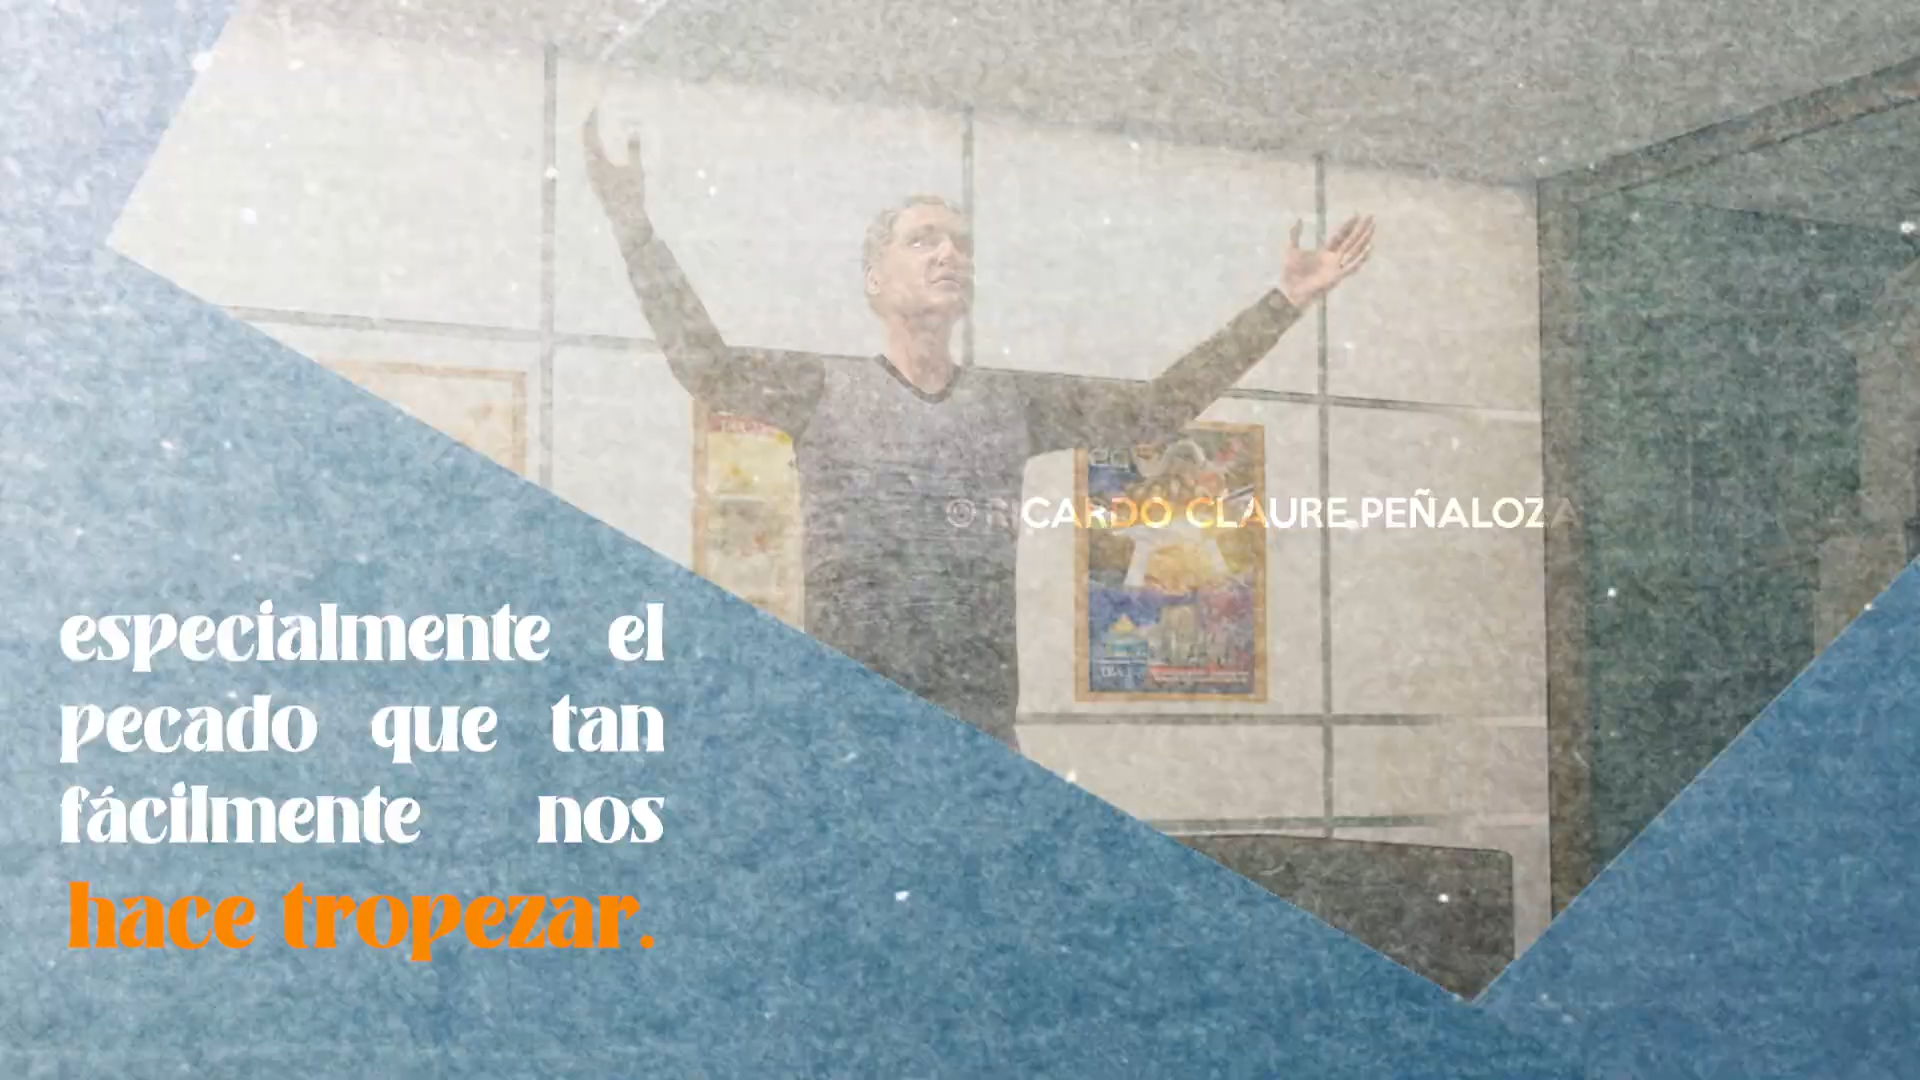 © RICARDO CLAURE PEÑALOZA
especialmente el
pecado que tan
fácilmente nos
hace tropezar.